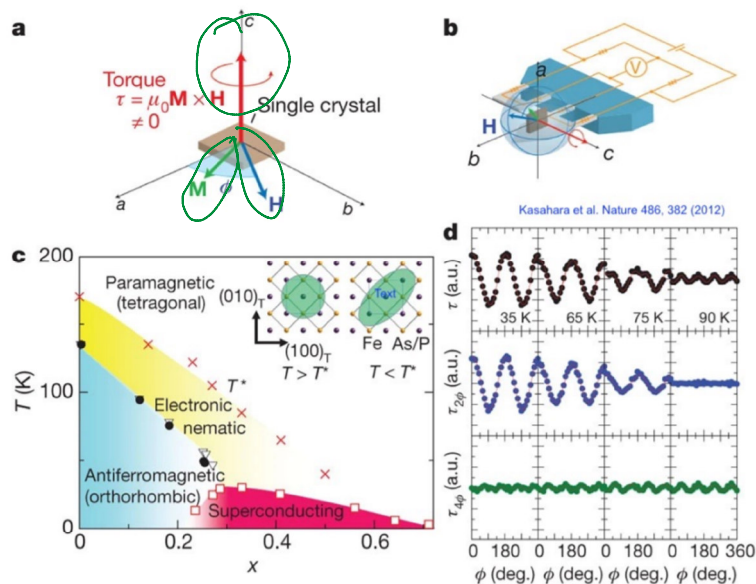 a
c
Torque
τ = μ₀M × H
≠ 0
Single crystal
M
ϕ
H
a
b
b
V
a
H
b
c
Kasahara et al. Nature 486, 382 (2012)
c
200
100
0
T (K)
Paramagnetic
(tetragonal)
(010)T
(100)T
Text
Fe As/P
T > T*
T < T*
T*
Electronic
nematic
Antiferromagnetic
(orthorhombic)
Superconducting
0 0.2 0.4 0.6
x
d
τ (a.u.)
35 K 65 K 75 K 90 K
τ2ϕ (a.u.)
τ4ϕ (a.u.)
0 180 0 180 0 180 0 180 360
ϕ (deg.) ϕ (deg.) ϕ (deg.) ϕ (deg.)